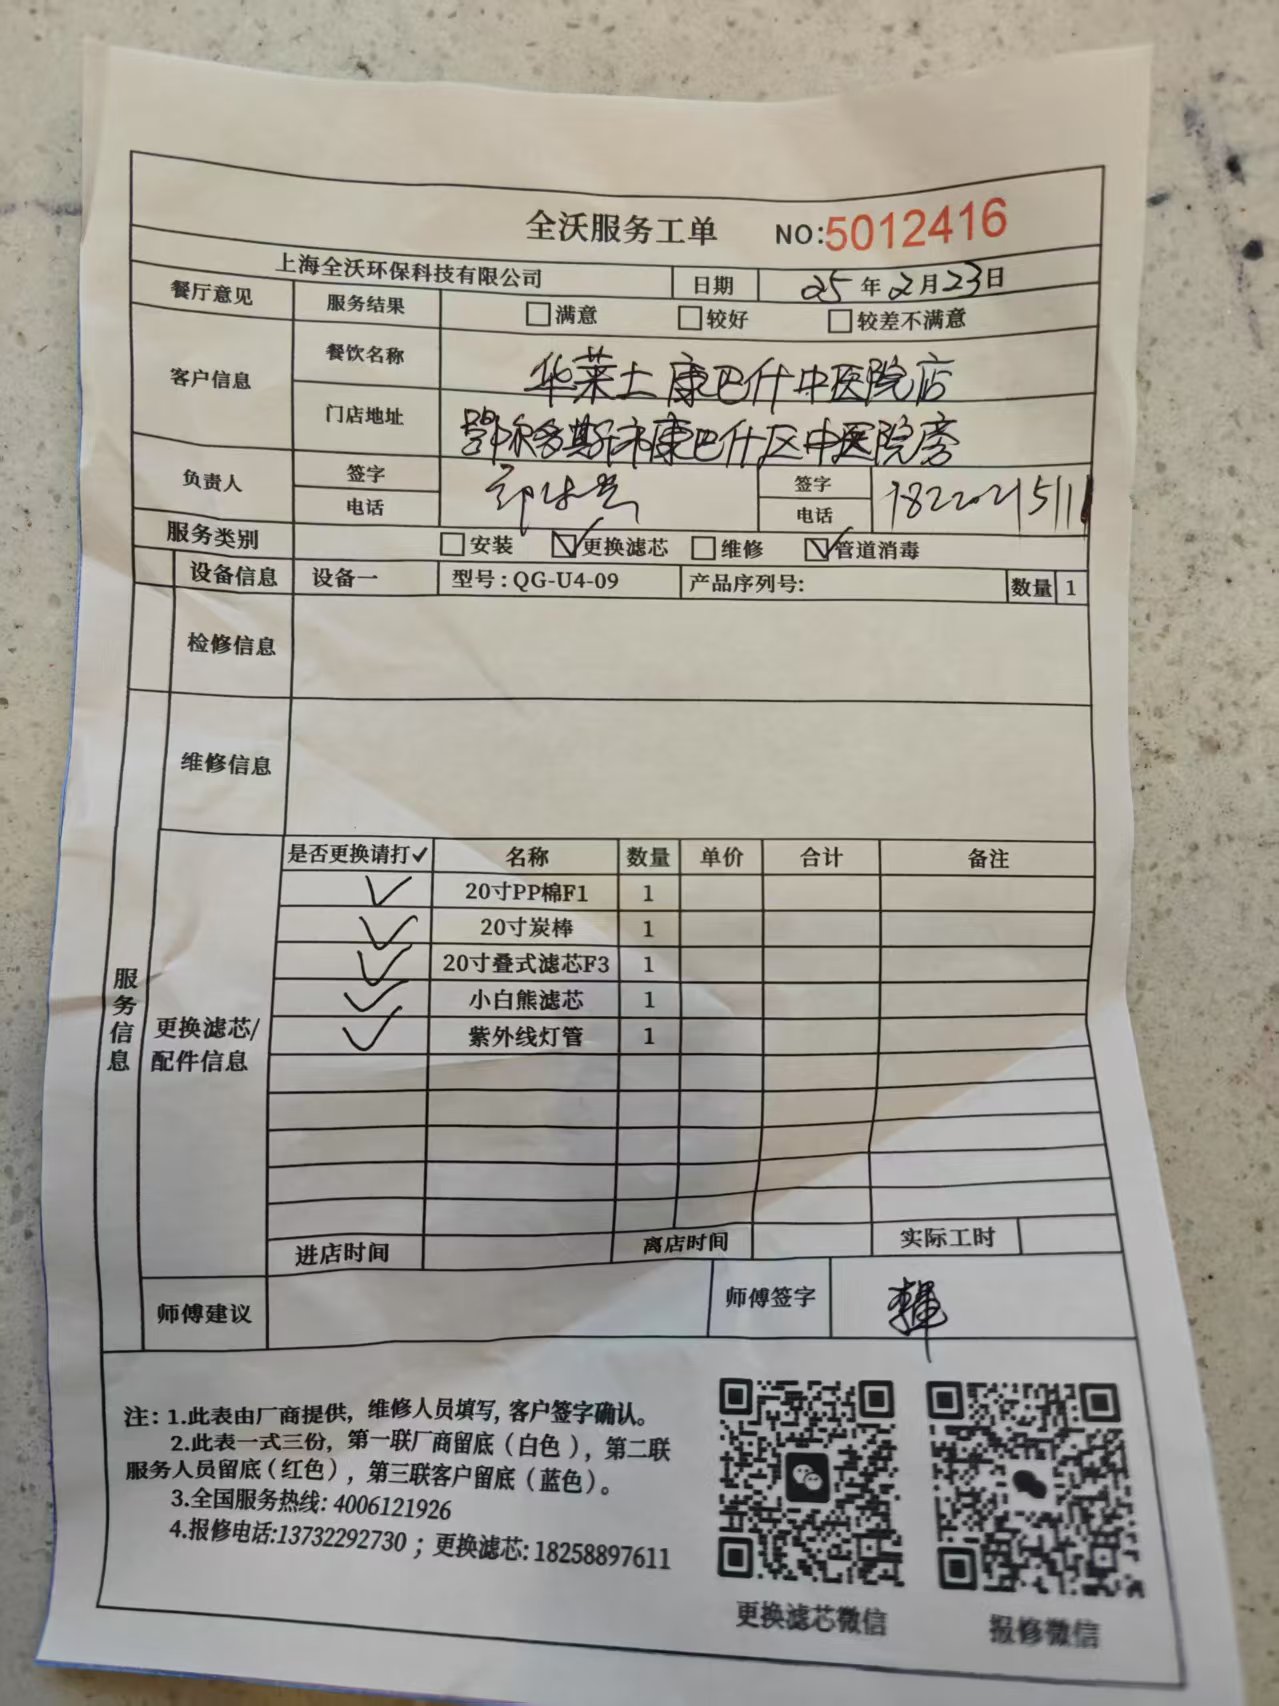 全沃服务工单 NO:5012416
上海全沃环保科技有限公司 日期 25年2月23日
餐厅意见 服务结果 □满意 □较好 □较差不满意
客户信息 餐饮名称 华莱士康巴什中医院店
门店地址 鄂尔多斯市康巴什区中医院旁
负责人 签字 签字
电话 电话
服务类别 □安装 ☑更换滤芯 □维修 ☑管道消毒
设备信息 设备一 型号:QG-U4-09 产品序列号: 数量 1
检修信息
维修信息
服务信息
更换滤芯/配件信息
是否更换请打✓ 名称 数量 单价 合计 备注
✓ 20寸PP棉F1 1
✓ 20寸炭棒 1
✓ 20寸叠式滤芯F3 1
✓ 小白熊滤芯 1
✓ 紫外线灯管 1
进店时间 离店时间 实际工时
师傅建议 师傅签字
注:1.此表由厂商提供,维修人员填写,客户签字确认。
2.此表一式三份,第一联厂商留底(白色),第二联
服务人员留底(红色),第三联客户留底(蓝色)。
3.全国服务热线:4006121926
4.报修电话:13732292730;更换滤芯:18258897611
更换滤芯微信 报修微信